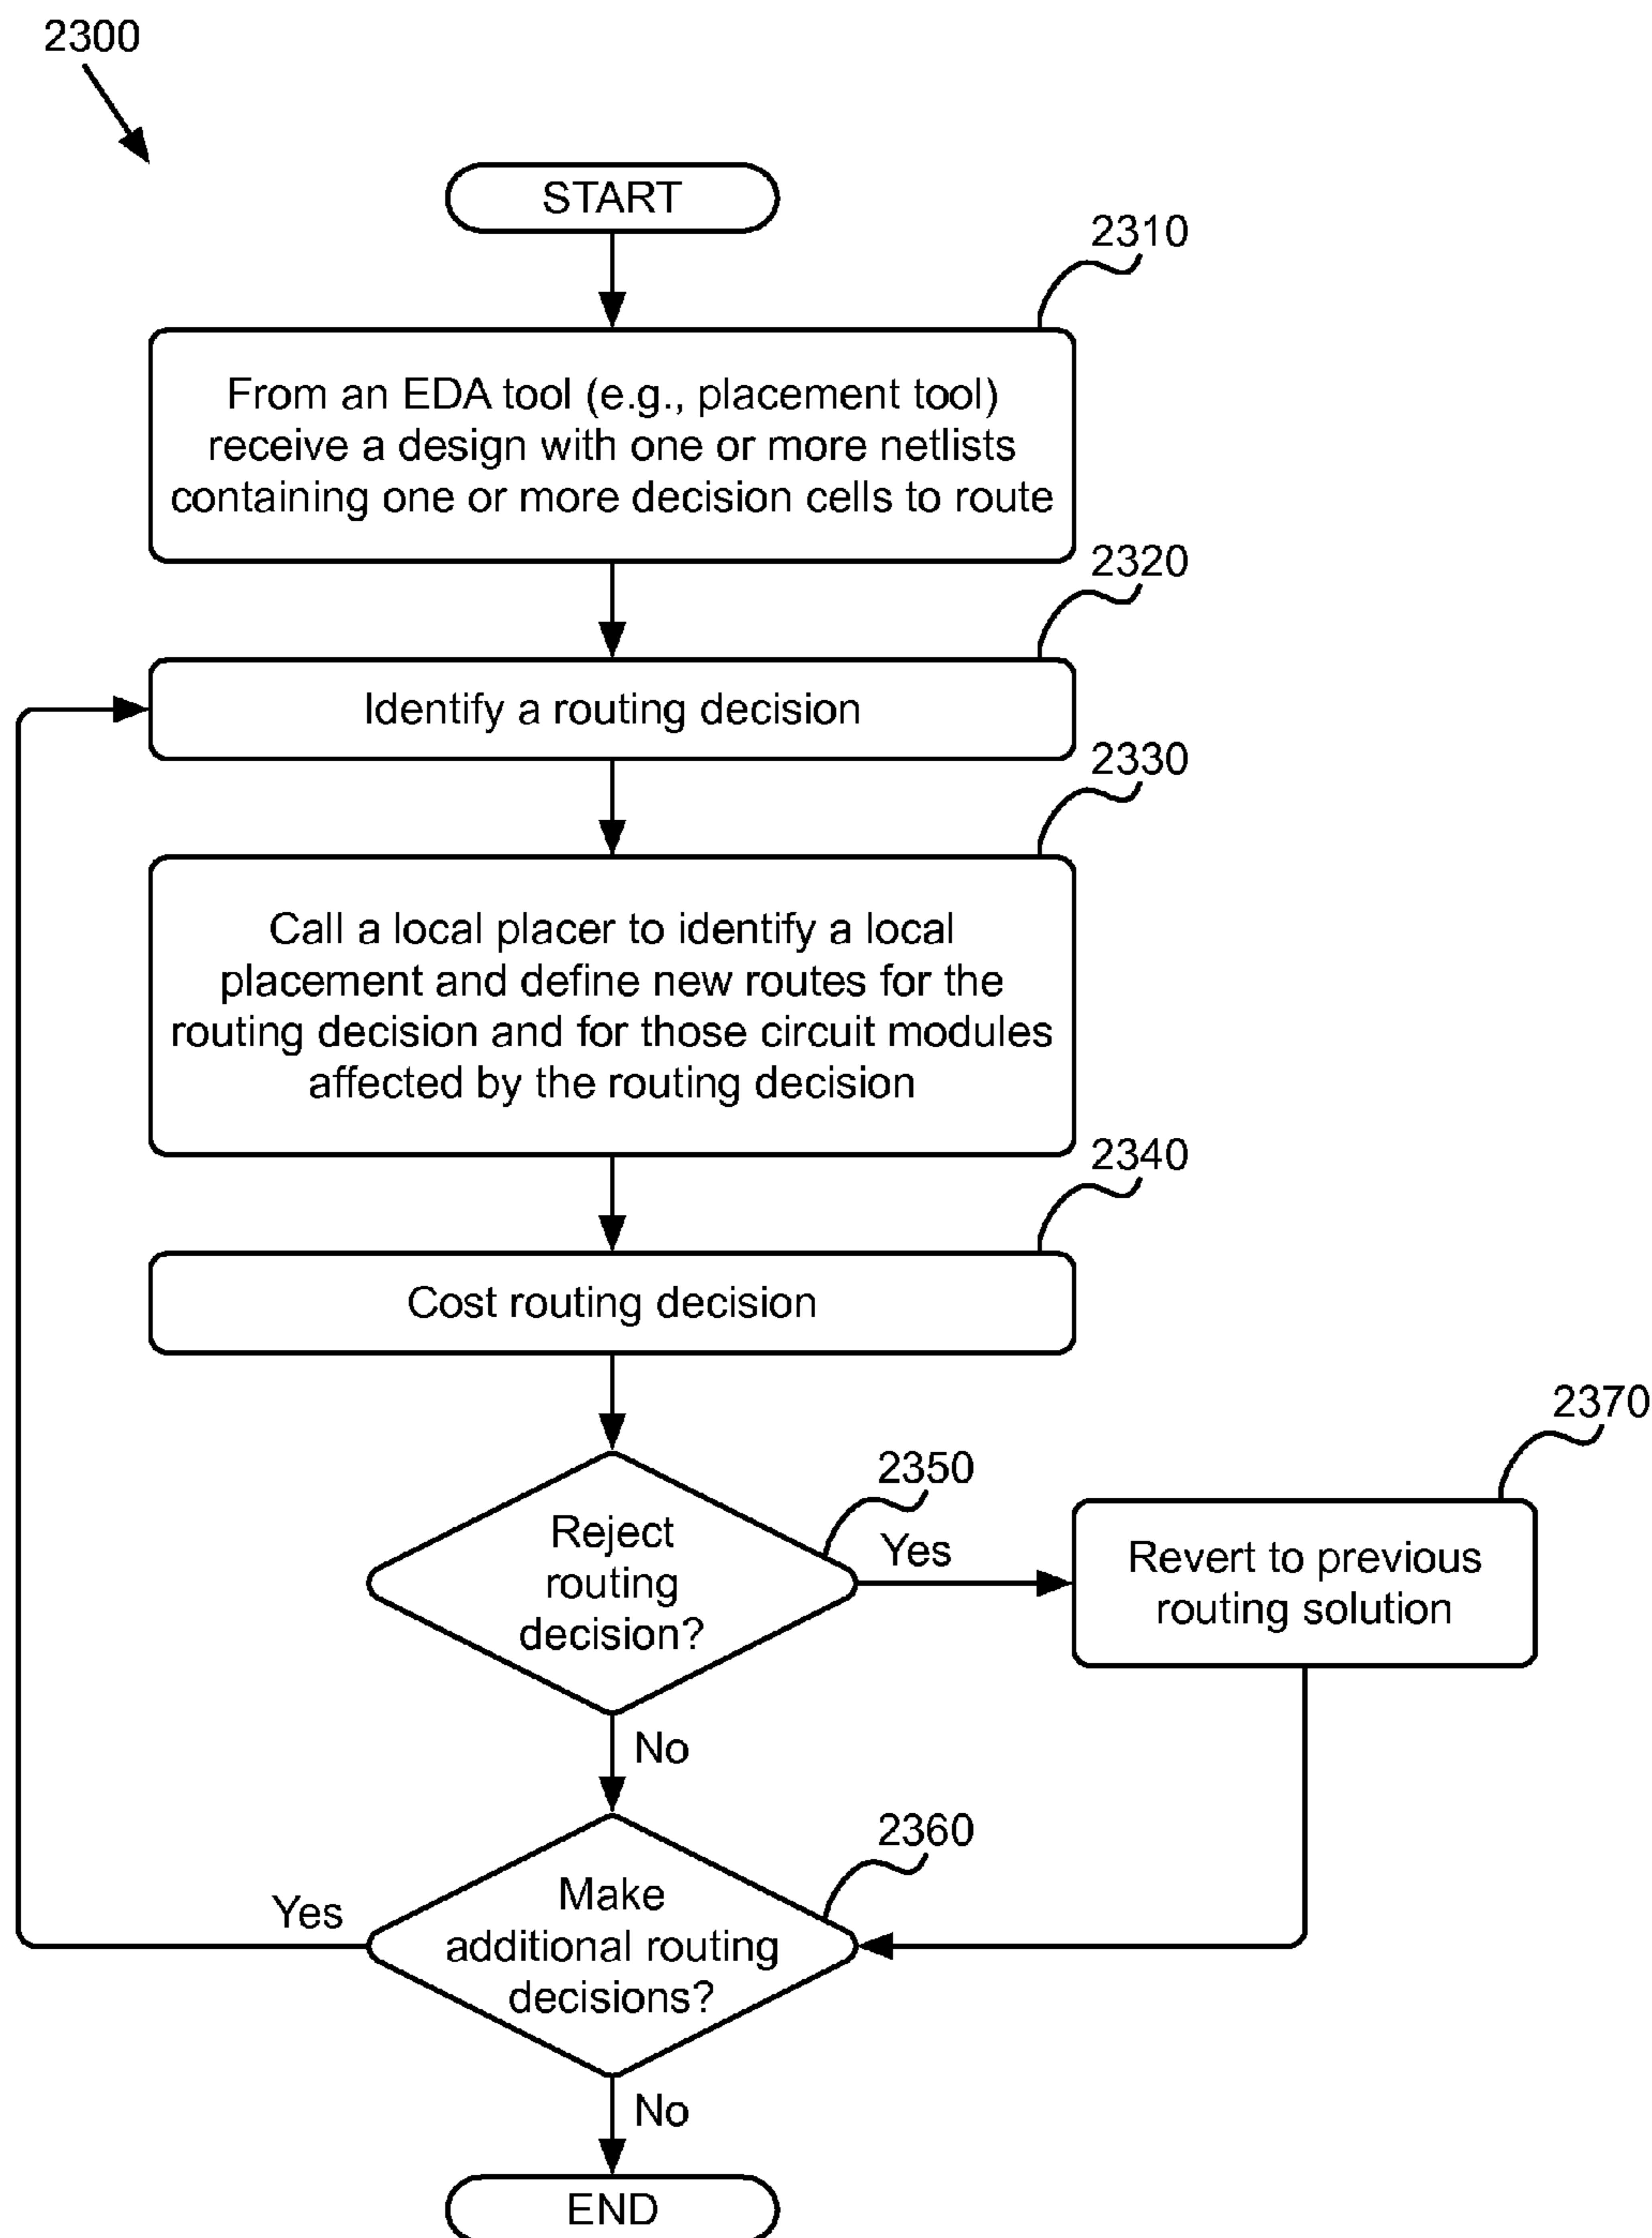 2300
START
2310
From an EDA tool (e.g., placement tool)
receive a design with one or more netlists
containing one or more decision cells to route
2320
Identify a routing decision
2330
Call a local placer to identify a local
placement and define new routes for the
routing decision and for those circuit modules
affected by the routing decision
2340
Cost routing decision
2350
Reject
routing
decision?
Yes
2370
Revert to previous
routing solution
No
2360
Make
additional routing
decisions?
Yes
No
END